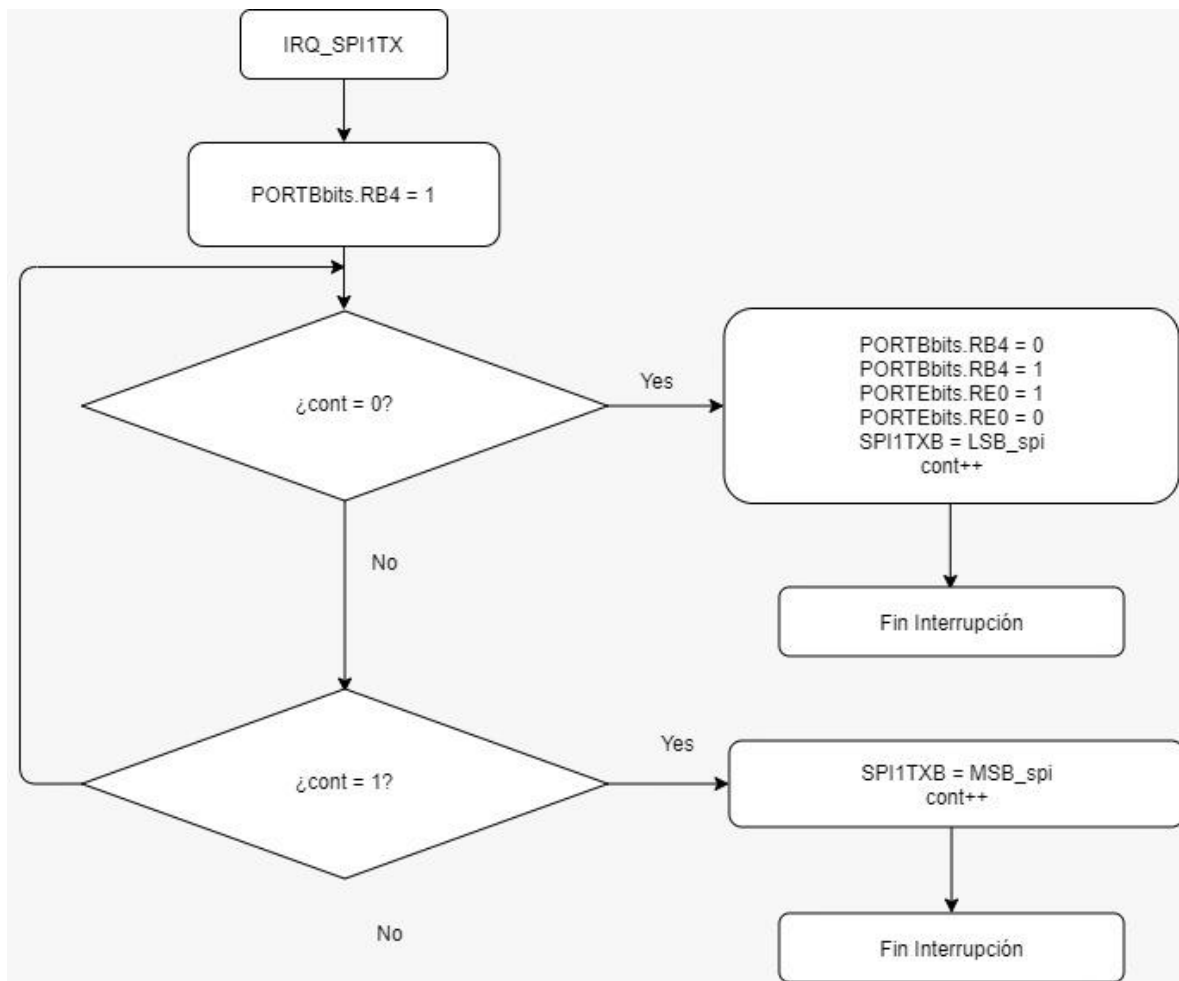 IRQ_SPI1TX
PORTBbits.RB4 = 1
¿cont = 0?
Yes
PORTBbits.RB4 = 0
PORTBbits.RB4 = 1
PORTEbits.RE0 = 1
PORTEbits.RE0 = 0
SPI1TXB = LSB_spi
cont++
No
Fin Interrupción
¿cont = 1?
Yes
SPI1TXB = MSB_spi
cont++
No
Fin Interrupción